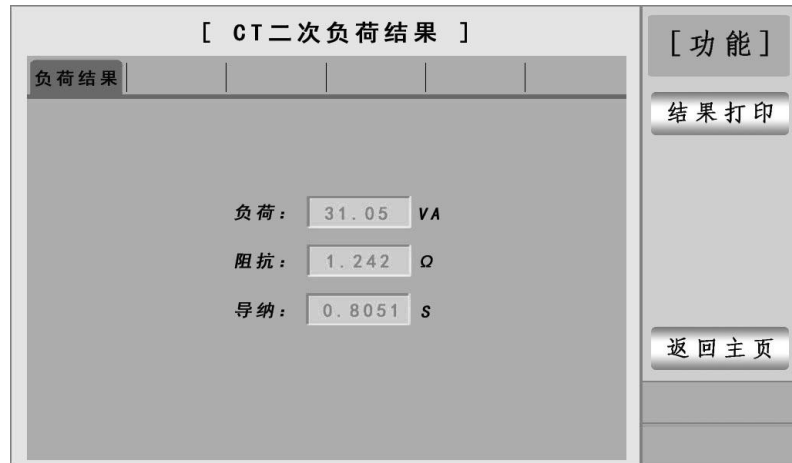 [ CT二次负荷结果 ]
[功能]
负荷结果
结果打印
负荷: 31.05 VA
阻抗: 1.242 Ω
导纳: 0.8051 S
返回主页